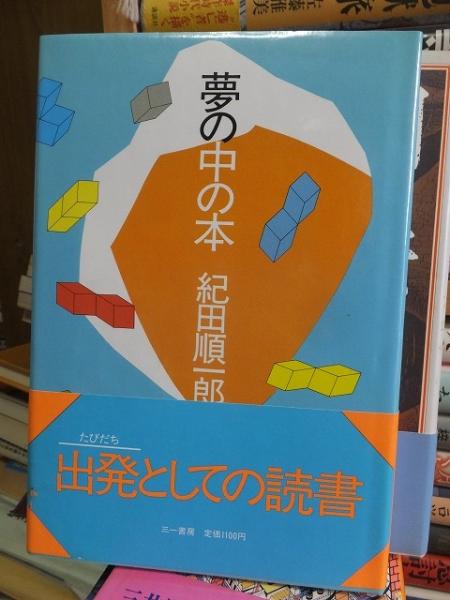 夢の中の本
紀田順一郎
たびだち
出発としての読書
三一書房 定価1100円